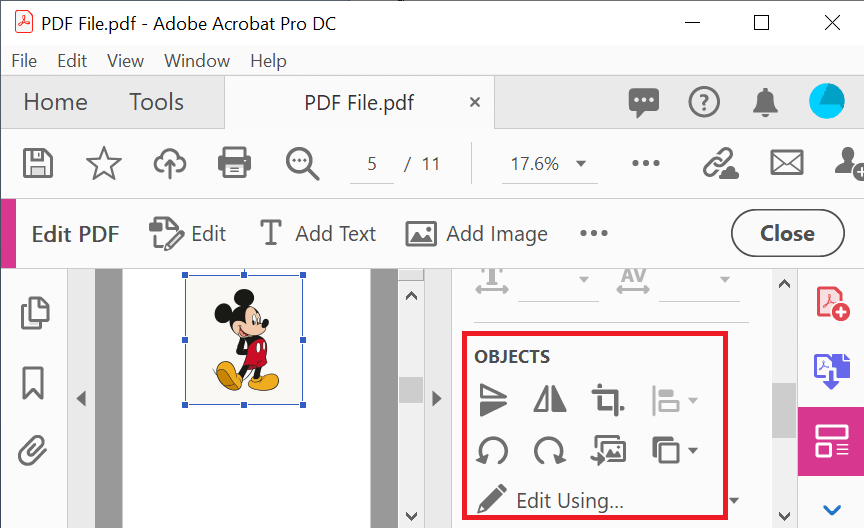 PDF File.pdf - Adobe Acrobat Pro DC
File Edit View Window Help
Home Tools PDF File.pdf ×
5 / 11 17.6%
Edit PDF Edit Add Text Add Image Close
T AV
OBJECTS
Edit Using...